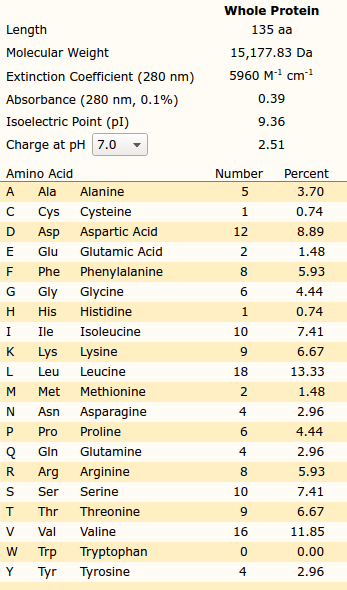 Whole Protein
Length 135 aa
Molecular Weight 15,177.83 Da
Extinction Coefficient (280 nm) 5960 M⁻¹ cm⁻¹
Absorbance (280 nm, 0.1%) 0.39
Isoelectric Point (pI) 9.36
Charge at pH 7.0 2.51
Amino Acid Number Percent
A Ala Alanine 5 3.70
C Cys Cysteine 1 0.74
D Asp Aspartic Acid 12 8.89
E Glu Glutamic Acid 2 1.48
F Phe Phenylalanine 8 5.93
G Gly Glycine 6 4.44
H His Histidine 1 0.74
I Ile Isoleucine 10 7.41
K Lys Lysine 9 6.67
L Leu Leucine 18 13.33
M Met Methionine 2 1.48
N Asn Asparagine 4 2.96
P Pro Proline 6 4.44
Q Gln Glutamine 4 2.96
R Arg Arginine 8 5.93
S Ser Serine 10 7.41
T Thr Threonine 9 6.67
V Val Valine 16 11.85
W Trp Tryptophan 0 0.00
Y Tyr Tyrosine 4 2.96